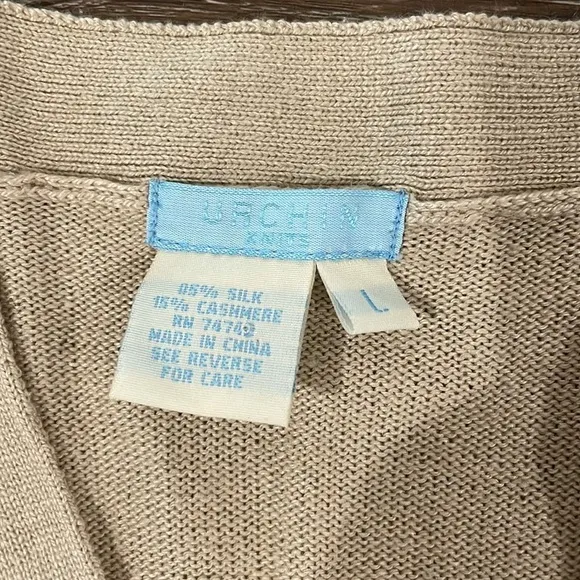 URCHIN
KNITS
L
85% SILK
15% CASHMERE
RN 74742
MADE IN CHINA
SEE REVERSE
FOR CARE